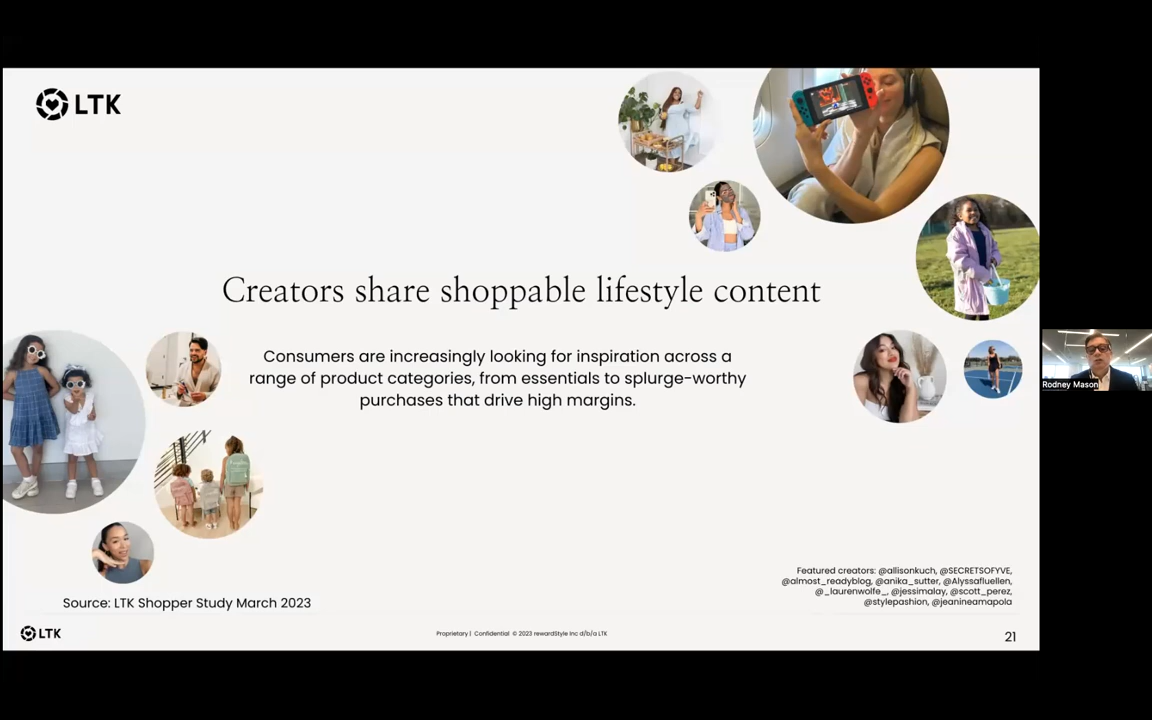 LTK
Creators share shoppable lifestyle content
Consumers are increasingly looking for inspiration across a
range of product categories, from essentials to splurge-worthy
purchases that drive high margins.
Rodney Mason
Featured creators: @allisonkuch, @SECRETSOFYVE,
@almost_readyblog, @anika_sutter, @Alyssafluellen,
@_laurenwolfe_, @jessimalay, @scott_perez,
@stylepashion, @jeanineamapola
Source: LTK Shopper Study March 2023
LTK
Proprietary | Confidential © 2023 rewardStyle Inc d/b/a LTK
21